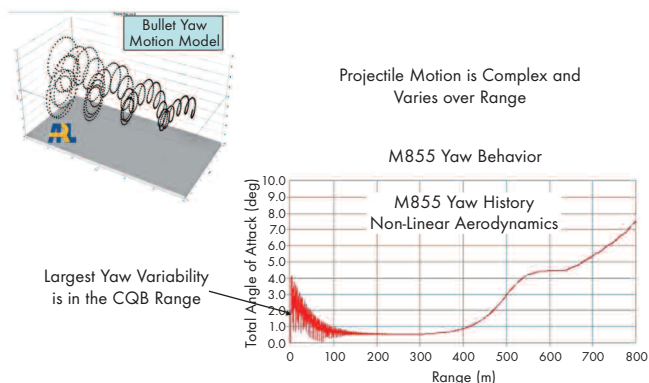 Bullet Yaw
Motion Model
ARL
Projectile Motion is Complex and
Varies over Range
M855 Yaw Behavior
M855 Yaw History
Non-Linear Aerodynamics
Total Angle of Attack (deg)
10.0
9.0
8.0
7.0
6.0
5.0
4.0
3.0
2.0
1.0
0.0
Largest Yaw Variability
is in the CQB Range
0 100 200 300 400 500 600 700 800
Range (m)